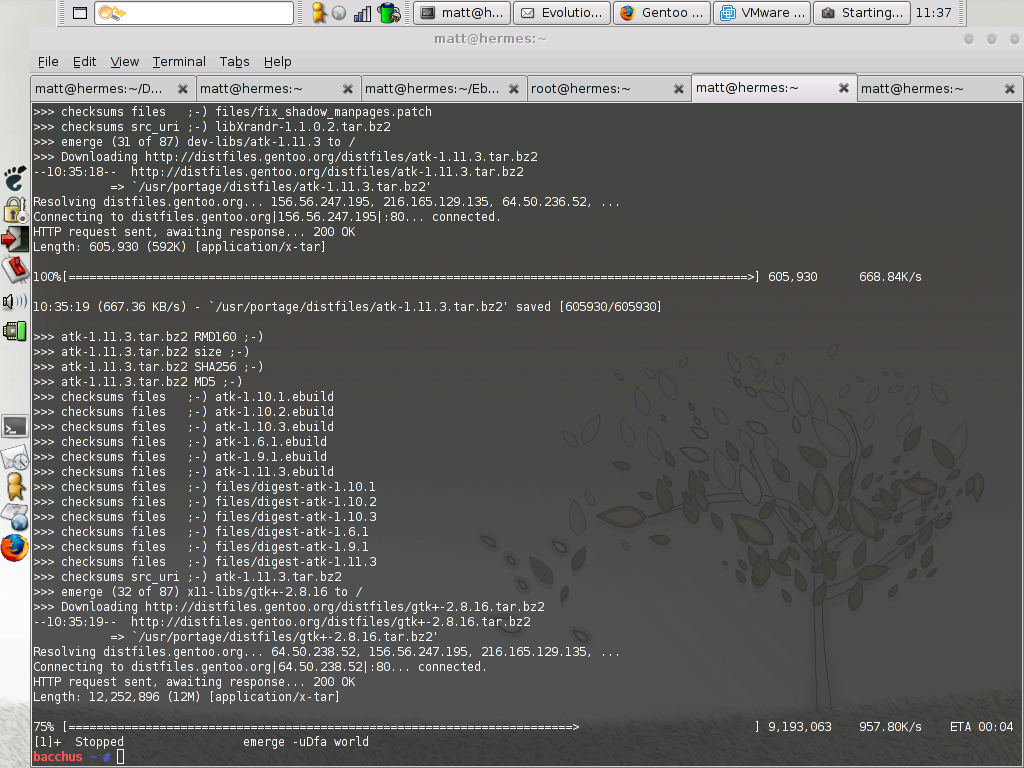 matt@h... Evolutio... Gentoo ... VMware ... Starting... 11:37
matt@hermes:~
File Edit View Terminal Tabs Help
matt@hermes:~/D... matt@hermes:~ matt@hermes:~/Eb... root@hermes:~ matt@hermes:~ matt@hermes:~
>>> checksums files   ;-) files/fix_shadow_manpages.patch
>>> checksums src_uri ;-) libXrandr-1.1.0.2.tar.bz2
>>> emerge (31 of 87) dev-libs/atk-1.11.3 to /
>>> Downloading http://distfiles.gentoo.org/distfiles/atk-1.11.3.tar.bz2
--10:35:18--  http://distfiles.gentoo.org/distfiles/atk-1.11.3.tar.bz2
           => `/usr/portage/distfiles/atk-1.11.3.tar.bz2'
Resolving distfiles.gentoo.org... 156.56.247.195, 216.165.129.135, 64.50.236.52, ...
Connecting to distfiles.gentoo.org|156.56.247.195|:80... connected.
HTTP request sent, awaiting response... 200 OK
Length: 605,930 (592K) [application/x-tar]
100%[=================================================================================================>] 605,930      668.84K/s
10:35:19 (667.36 KB/s) - `/usr/portage/distfiles/atk-1.11.3.tar.bz2' saved [605930/605930]
>>> atk-1.11.3.tar.bz2 RMD160 ;-)
>>> atk-1.11.3.tar.bz2 size ;-)
>>> atk-1.11.3.tar.bz2 SHA256 ;-)
>>> atk-1.11.3.tar.bz2 MD5 ;-)
>>> checksums files   ;-) atk-1.10.1.ebuild
>>> checksums files   ;-) atk-1.10.2.ebuild
>>> checksums files   ;-) atk-1.10.3.ebuild
>>> checksums files   ;-) atk-1.6.1.ebuild
>>> checksums files   ;-) atk-1.9.1.ebuild
>>> checksums files   ;-) atk-1.11.3.ebuild
>>> checksums files   ;-) files/digest-atk-1.10.1
>>> checksums files   ;-) files/digest-atk-1.10.2
>>> checksums files   ;-) files/digest-atk-1.10.3
>>> checksums files   ;-) files/digest-atk-1.6.1
>>> checksums files   ;-) files/digest-atk-1.9.1
>>> checksums files   ;-) files/digest-atk-1.11.3
>>> checksums src_uri ;-) atk-1.11.3.tar.bz2
>>> emerge (32 of 87) x11-libs/gtk+-2.8.16 to /
>>> Downloading http://distfiles.gentoo.org/distfiles/gtk+-2.8.16.tar.bz2
--10:35:19--  http://distfiles.gentoo.org/distfiles/gtk+-2.8.16.tar.bz2
           => `/usr/portage/distfiles/gtk+-2.8.16.tar.bz2'
Resolving distfiles.gentoo.org... 64.50.238.52, 156.56.247.195, 216.165.129.135, ...
Connecting to distfiles.gentoo.org|64.50.238.52|:80... connected.
HTTP request sent, awaiting response... 200 OK
Length: 12,252,896 (12M) [application/x-tar]
75% [========================================================================>                         ] 9,193,063    957.80K/s    ETA 00:04
[1]+  Stopped                 emerge -uDfa world
bacchus ~ #